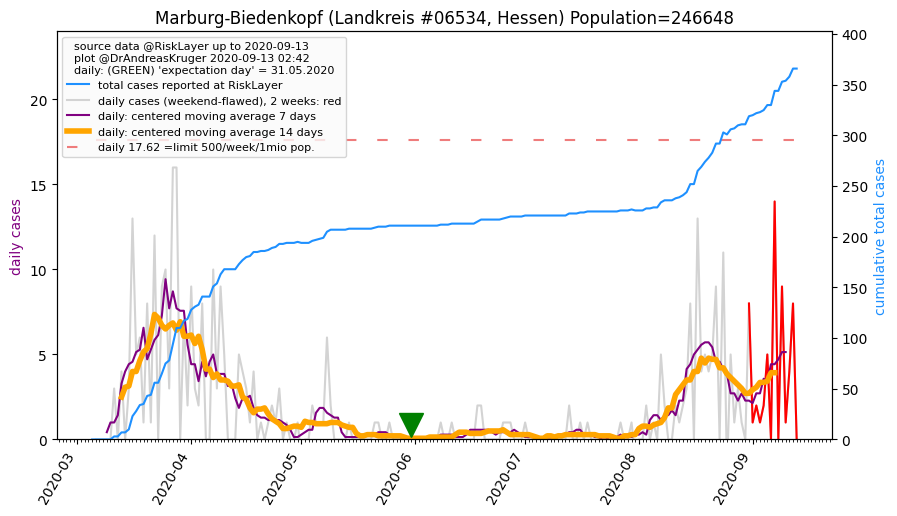 Marburg-Biedenkopf (Landkreis #06534, Hessen) Population=246648
source data @RiskLayer up to 2020-09-13
plot @DrAndreasKruger 2020-09-13 02:42
daily: (GREEN) 'expectation day' = 31.05.2020
total cases reported at RiskLayer
daily cases (weekend-flawed), 2 weeks: red
daily: centered moving average 7 days
daily: centered moving average 14 days
daily 17.62 =limit 500/week/1mio pop.
daily cases
0
5
10
15
20
cumulative total cases
0
50
100
150
200
250
300
350
400
2020-03
2020-04
2020-05
2020-06
2020-07
2020-08
2020-09